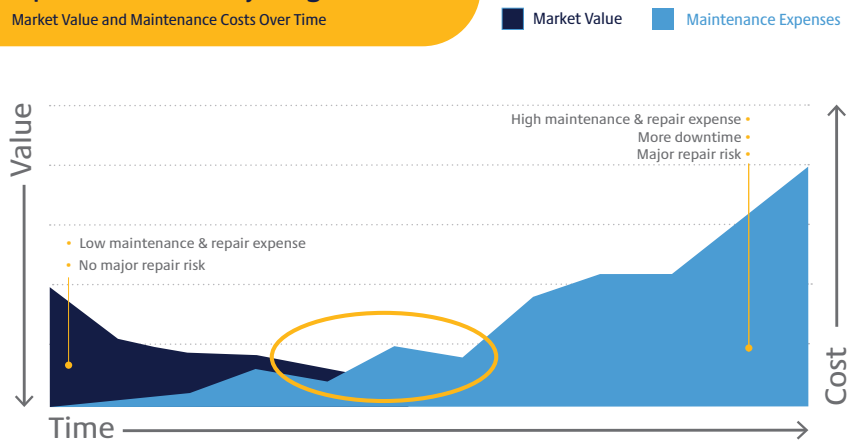 Market Value and Maintenance Costs Over Time
Market Value
Maintenance Expenses
Value
High maintenance & repair expense •
More downtime •
Major repair risk •
• Low maintenance & repair expense
• No major repair risk
Cost
Time